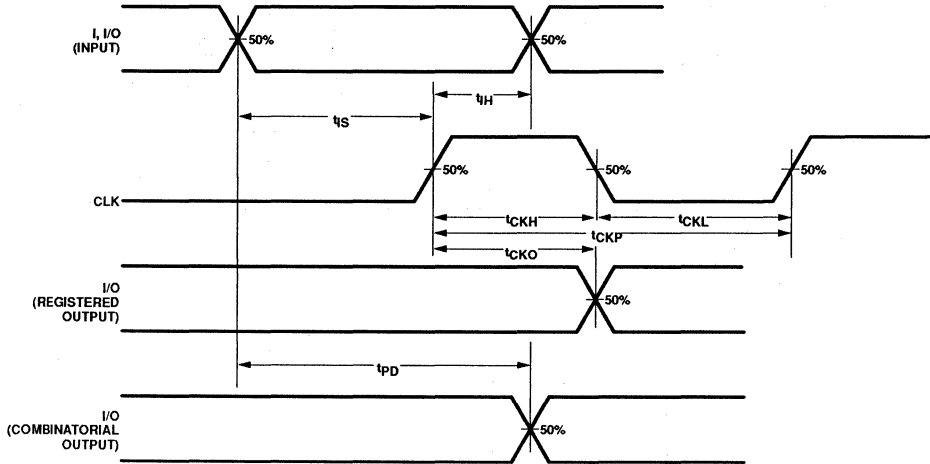 I, I/O
(INPUT)
50%
50%
tIH
tIS
50%
50%
50%
CLK
tCKH
tCKL
tCKP
tCKO
I/O
(REGISTERED
OUTPUT)
50%
tPD
I/O
(COMBINATORIAL
OUTPUT)
50%